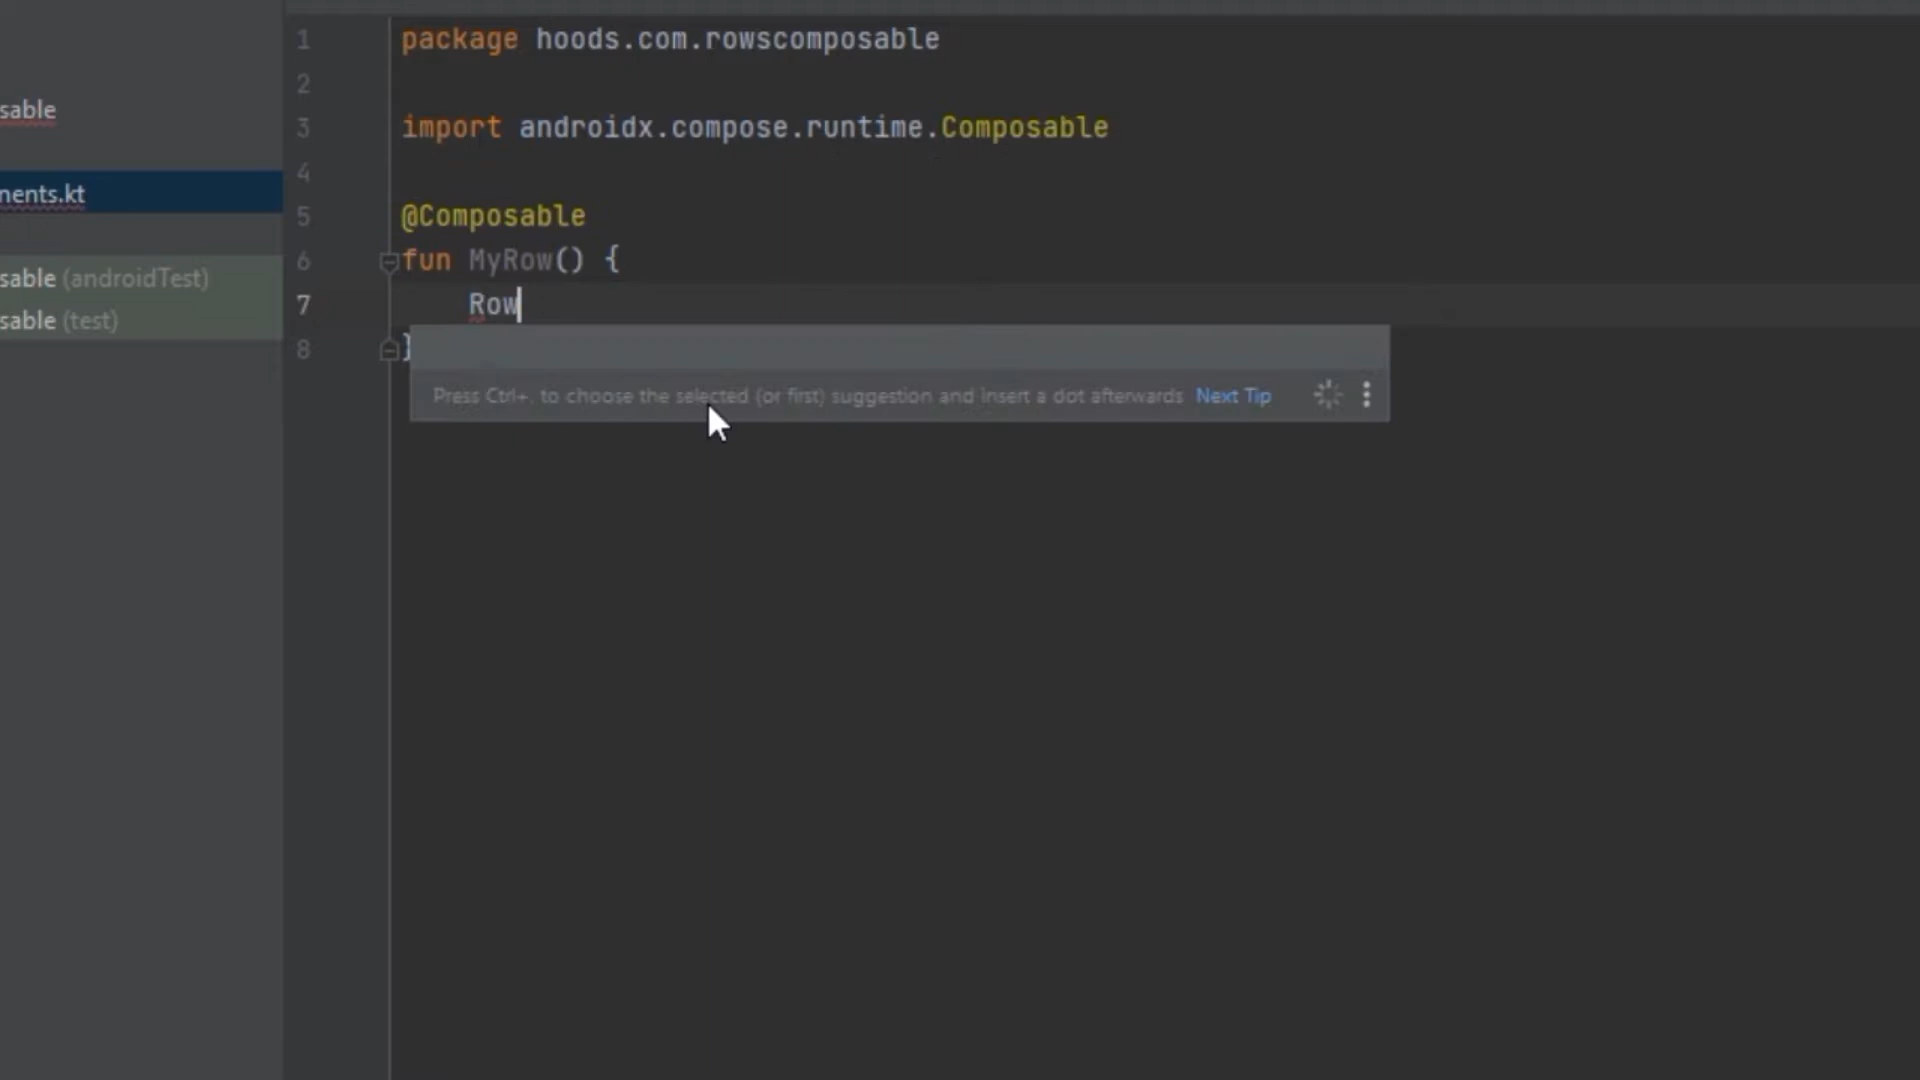 sable
nents.kt
sable (androidTest)
sable (test)
1 package hoods.com.rowscomposable
2
3 import androidx.compose.runtime.Composable
4
5 @Composable
6 fun MyRow() {
7 Row
8 }
Press Ctrl+. to choose the selected (or first) suggestion and insert a dot afterwards Next Tip